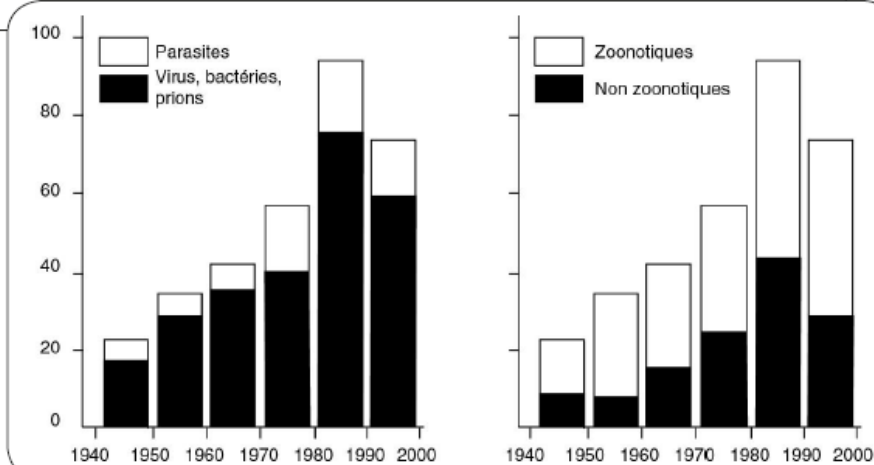 100
80
60
40
20
0
Parasites
Virus, bactéries,
prions
1940 1950 1960 1970 1980 1990 2000
Zoonotiques
Non zoonotiques
1940 1950 1960 1970 1980 1990 2000